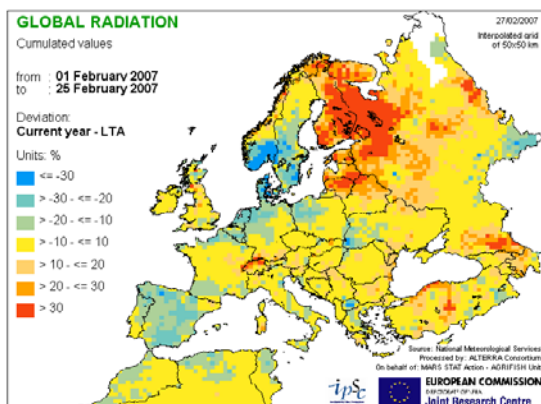 GLOBAL RADIATION
Cumulated values
from : 01 February 2007
to : 25 February 2007
Deviation:
Current year - LTA
Units: %
<= -30
> -30 - <= -20
> -20 - <= -10
> -10 - <= 10
> 10 - <= 20
> 20 - <= 30
> 30
27/02/2007
Interpolated grid
of 50x50 km
Source: National Meteorological Services
Processed by: ALTERRA Consortium
On behalf of: MARS STAT Action - AGRIFISH Unit
ipsc
EUROPEAN COMMISSION
Joint Research Centre